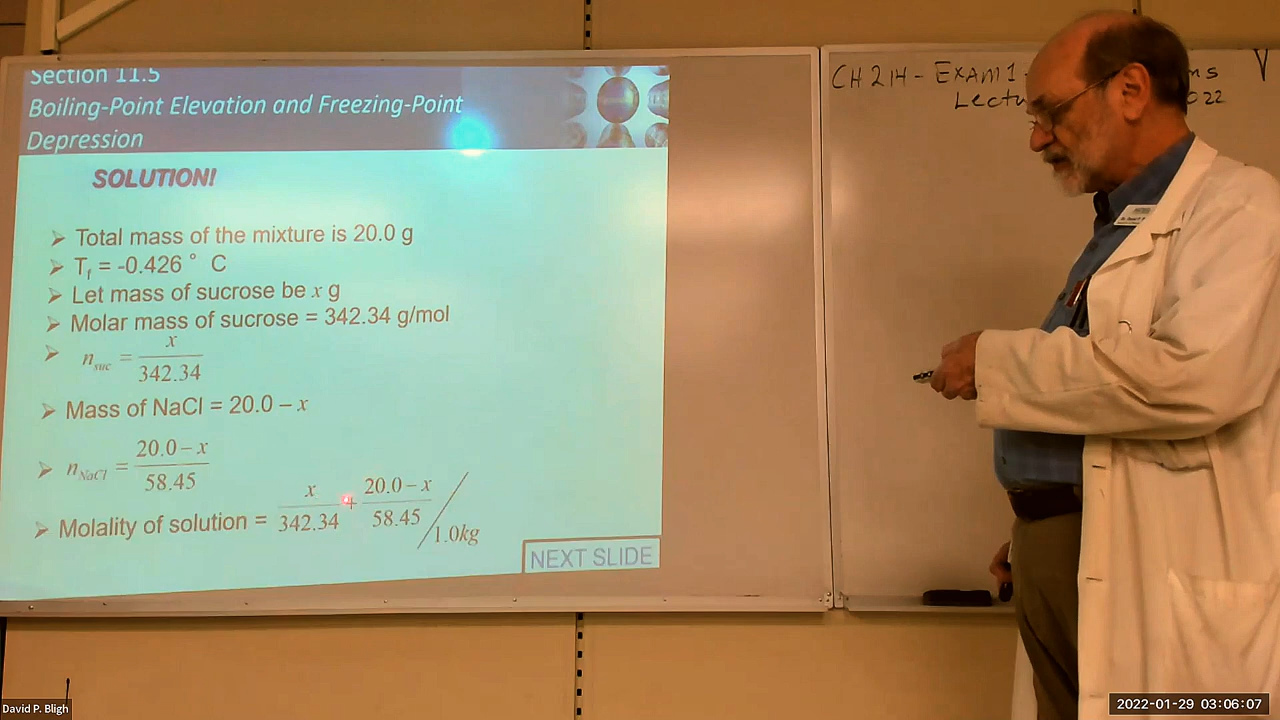 Section 11.5
Boiling-Point Elevation and Freezing-Point
Depression
SOLUTION!
➢ Total mass of the mixture is 20.0 g
➢ Tf = -0.426 ° C
➢ Let mass of sucrose be x g
➢ Molar mass of sucrose = 342.34 g/mol
➢ n_suc = x / 342.34
➢ Mass of NaCl = 20.0 – x
➢ n_NaCl = 20.0 – x / 58.45
➢ Molality of solution = x / 342.34 + 20.0 – x / 58.45 / 1.0kg
NEXT SLIDE
CH 214 - EXAM 1
David P. Bligh
2022-01-29 03:06:07